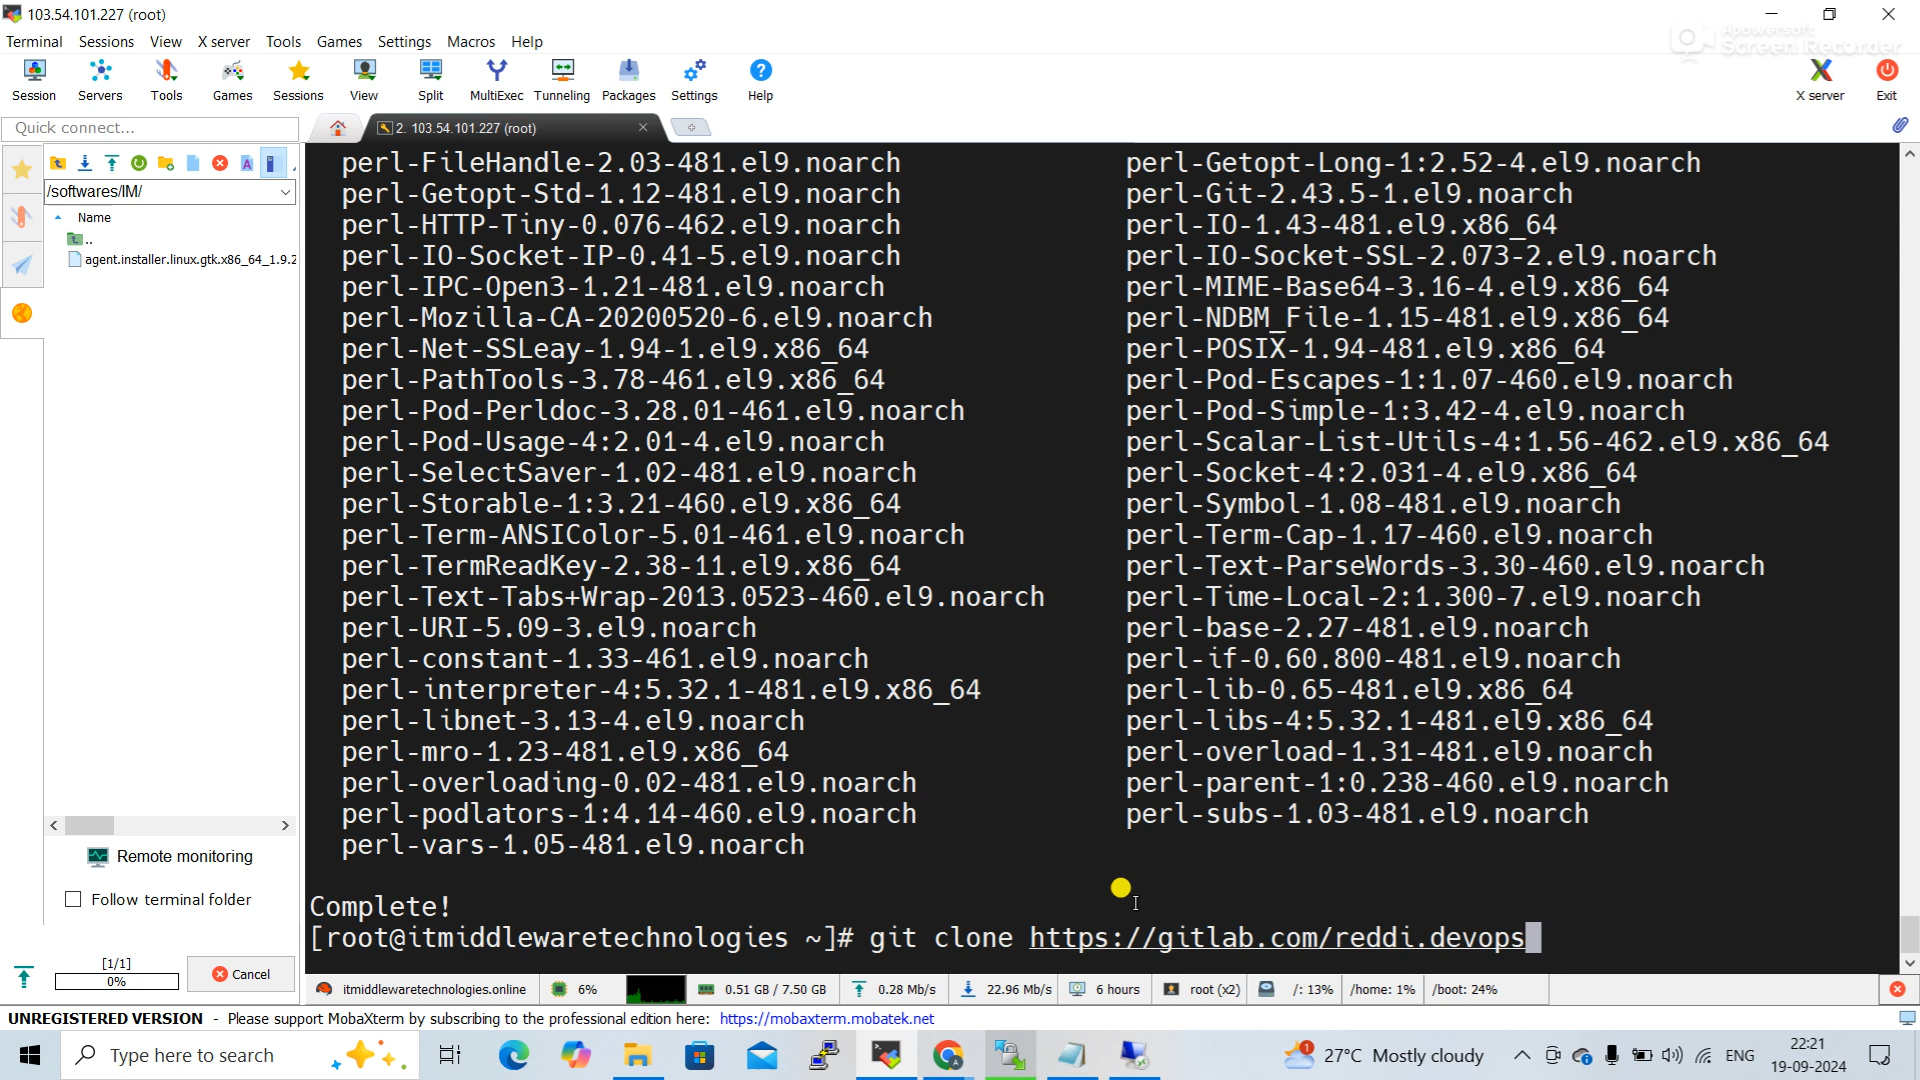 103.54.101.227 (root)
Apowersoft
Screen Recorder
Terminal Sessions View X server Tools Games Settings Macros Help
Session Servers Tools Games Sessions View Split MultiExec Tunneling Packages Settings Help X server Exit
Quick connect...
2. 103.54.101.227 (root)
/softwares/IM/
Name
..
agent.installer.linux.gtk.x86_64_1.9.2
perl-FileHandle-2.03-481.el9.noarch perl-Getopt-Long-1:2.52-4.el9.noarch
perl-Getopt-Std-1.12-481.el9.noarch perl-Git-2.43.5-1.el9.noarch
perl-HTTP-Tiny-0.076-462.el9.noarch perl-IO-1.43-481.el9.x86_64
perl-IO-Socket-IP-0.41-5.el9.noarch perl-IO-Socket-SSL-2.073-2.el9.noarch
perl-IPC-Open3-1.21-481.el9.noarch perl-MIME-Base64-3.16-4.el9.x86_64
perl-Mozilla-CA-20200520-6.el9.noarch perl-NDBM_File-1.15-481.el9.x86_64
perl-Net-SSLeay-1.94-1.el9.x86_64 perl-POSIX-1.94-481.el9.x86_64
perl-PathTools-3.78-461.el9.x86_64 perl-Pod-Escapes-1:1.07-460.el9.noarch
perl-Pod-Perldoc-3.28.01-461.el9.noarch perl-Pod-Simple-1:3.42-4.el9.noarch
perl-Pod-Usage-4:2.01-4.el9.noarch perl-Scalar-List-Utils-4:1.56-462.el9.x86_64
perl-SelectSaver-1.02-481.el9.noarch perl-Socket-4:2.031-4.el9.x86_64
perl-Storable-1:3.21-460.el9.x86_64 perl-Symbol-1.08-481.el9.noarch
perl-Term-ANSIColor-5.01-461.el9.noarch perl-Term-Cap-1.17-460.el9.noarch
perl-TermReadKey-2.38-11.el9.x86_64 perl-Text-ParseWords-3.30-460.el9.noarch
perl-Text-Tabs+Wrap-2013.0523-460.el9.noarch perl-Time-Local-2:1.300-7.el9.noarch
perl-URI-5.09-3.el9.noarch perl-base-2.27-481.el9.noarch
perl-constant-1.33-461.el9.noarch perl-if-0.60.800-481.el9.noarch
perl-interpreter-4:5.32.1-481.el9.x86_64 perl-lib-0.65-481.el9.x86_64
perl-libnet-3.13-4.el9.noarch perl-libs-4:5.32.1-481.el9.x86_64
perl-mro-1.23-481.el9.x86_64 perl-overload-1.31-481.el9.noarch
perl-overloading-0.02-481.el9.noarch perl-parent-1:0.238-460.el9.noarch
perl-podlators-1:4.14-460.el9.noarch perl-subs-1.03-481.el9.noarch
perl-vars-1.05-481.el9.noarch
Complete!
[root@itmiddlewaretechnologies ~]# git clone https://gitlab.com/reddi.devops
Remote monitoring
Follow terminal folder
[1/1]
0%
Cancel
itmiddlewaretechnologies.online 6% 0.51 GB / 7.50 GB 0.28 Mb/s 22.96 Mb/s 6 hours root (x2) /: 13% /home: 1% /boot: 24%
UNREGISTERED VERSION - Please support MobaXterm by subscribing to the professional edition here: https://mobaxterm.mobatek.net
Type here to search
1
27°C Mostly cloudy
ENG
22:21
19-09-2024